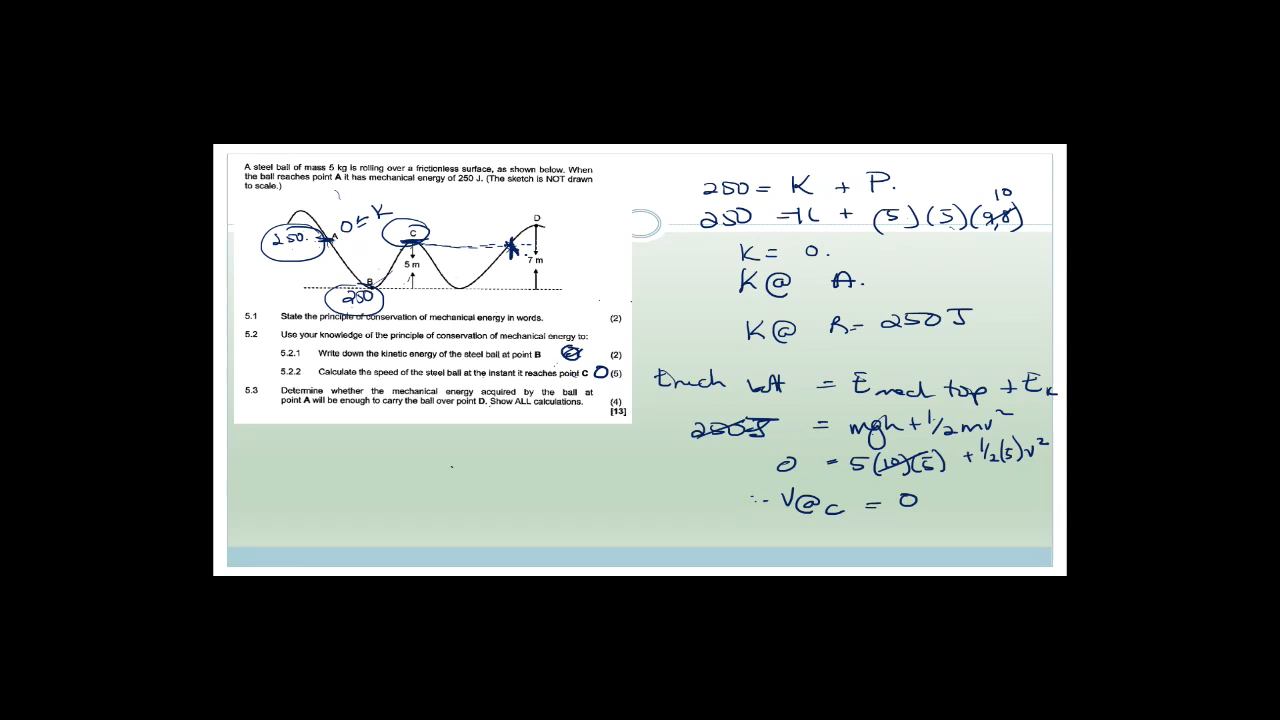 A steel ball of mass 5 kg is rolling over a frictionless surface, as shown below. When
the ball reaches point A it has mechanical energy of 250 J. (The sketch is NOT drawn
to scale.)
0 = K
250. A
C
D
5 m
7 m
B
250
5.1 State the principle of conservation of mechanical energy in words. (2)
5.2 Use your knowledge of the principle of conservation of mechanical energy to:
5.2.1 Write down the kinetic energy of the steel ball at point B (2)
5.2.2 Calculate the speed of the steel ball at the instant it reaches point C 0 (5)
5.3 Determine whether the mechanical energy acquired by the ball at
point A will be enough to carry the ball over point D. Show ALL calculations. (4)
[13]
250 = K + P.
10
250 = K + (5)(5)(9,8)
K = 0.
K@ A.
K@ B = 250J
Emech = Emech top + Ek
250J = mgh + 1/2 mv²
0 = 5(10)(5) + 1/2(5)v²
∴ V@C = 0